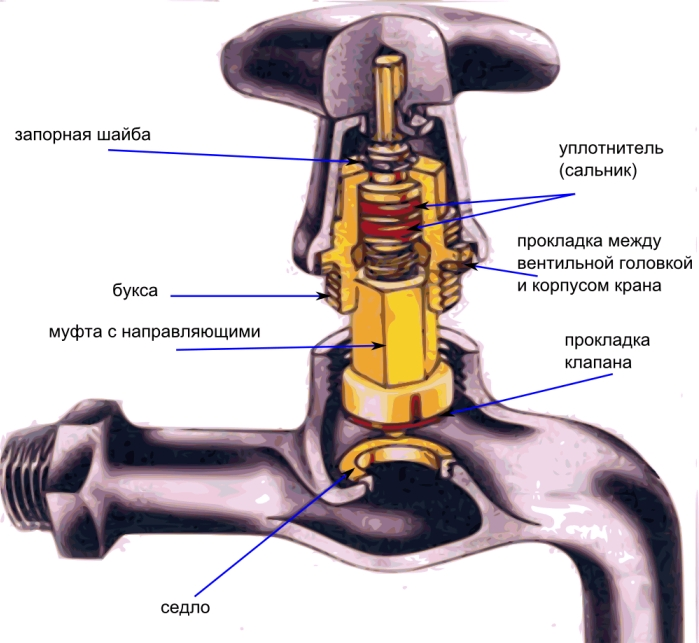 запорная шайба
уплотнитель
(сальник)
прокладка между
вентильной головкой
и корпусом крана
букса
муфта с направляющими
прокладка
клапана
седло